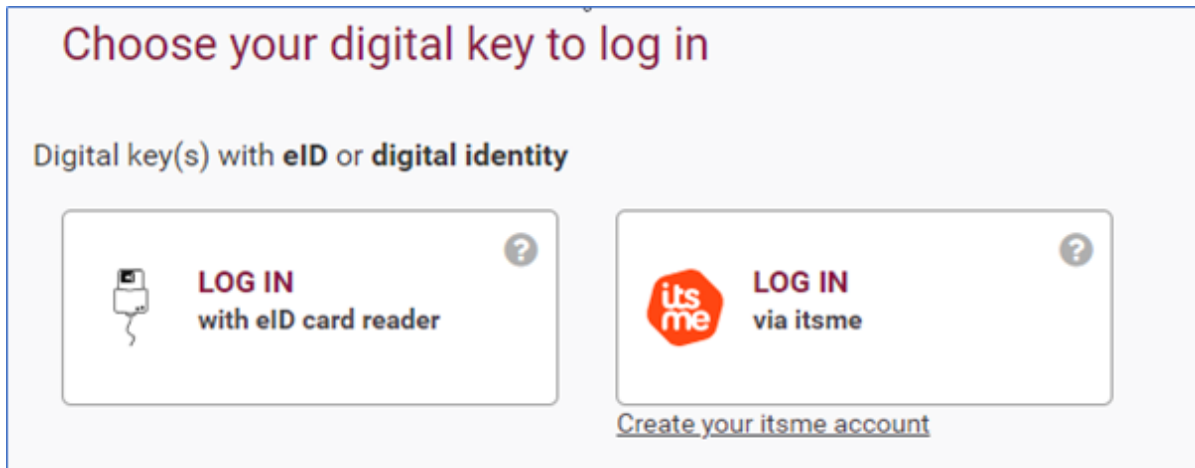 Choose your digital key to log in
Digital key(s) with eID or digital identity
?
LOG IN
with eID card reader
?
its
me
LOG IN
via itsme
Create your itsme account